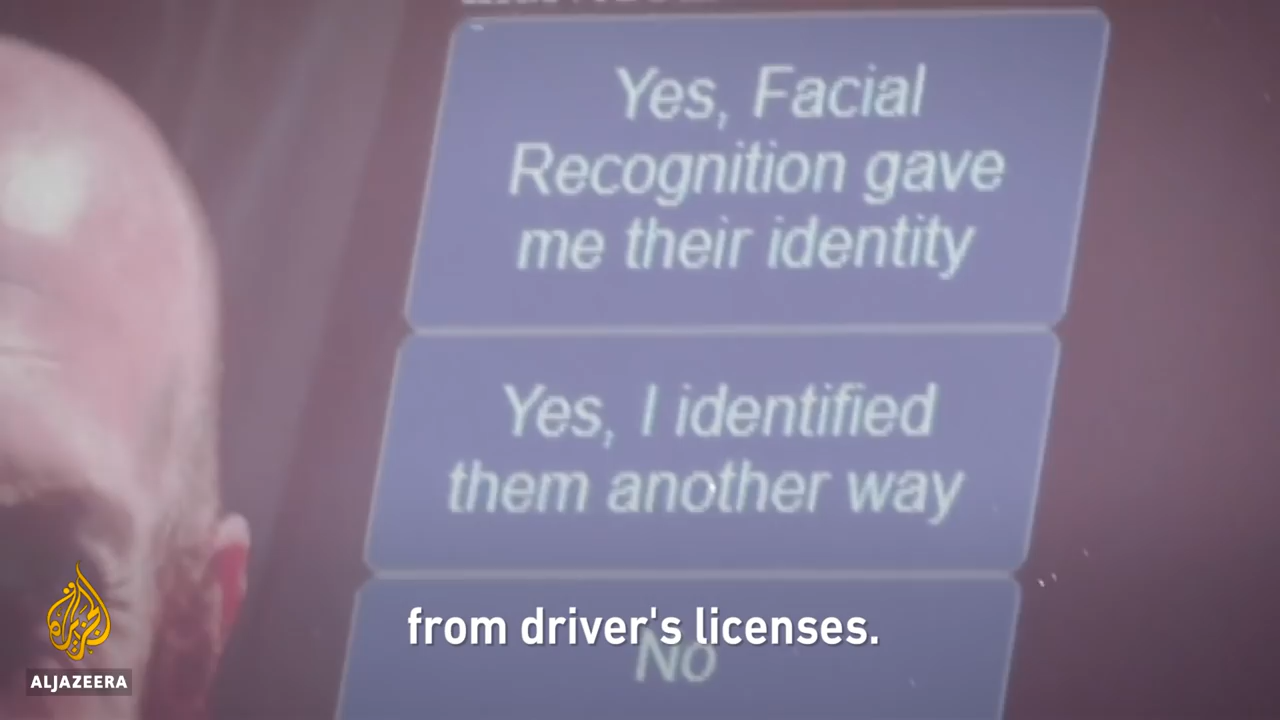 Yes, Facial
Recognition gave
me their identity
Yes, I identified
them another way
No
from driver's licenses.
ALJAZEERA